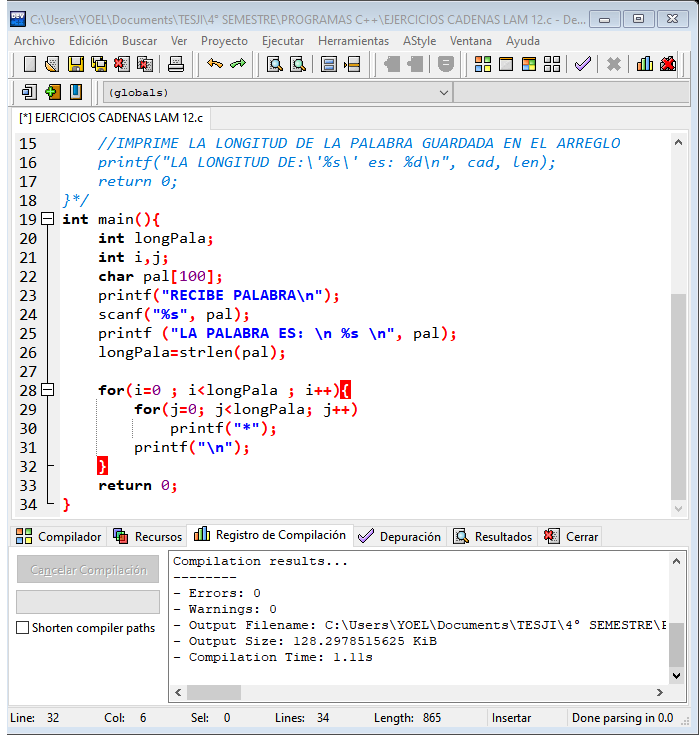 DEV
C:\Users\YOEL\Documents\TESJI\4° SEMESTRE\PROGRAMAS C++\EJERCICIOS CADENAS LAM 12.c - De...
Archivo Edición Buscar Ver Proyecto Ejecutar Herramientas AStyle Ventana Ayuda
(globals)
[*] EJERCICIOS CADENAS LAM 12.c
15 //IMPRIME LA LONGITUD DE LA PALABRA GUARDADA EN EL ARREGLO
16 printf("LA LONGITUD DE:\'%s\' es: %d\n", cad, len);
17 return 0;
18 }*/
19 int main(){
20 int longPala;
21 int i,j;
22 char pal[100];
23 printf("RECIBE PALABRA\n");
24 scanf("%s", pal);
25 printf ("LA PALABRA ES: \n %s \n", pal);
26 longPala=strlen(pal);
27
28 for(i=0 ; i<longPala ; i++){
29 for(j=0; j<longPala; j++)
30 printf("*");
31 printf("\n");
32 }
33 return 0;
34 }
Compilador Recursos Registro de Compilación Depuración Resultados Cerrar
Cancelar Compilación
Shorten compiler paths
Compilation results...
--------
- Errors: 0
- Warnings: 0
- Output Filename: C:\Users\YOEL\Documents\TESJI\4° SEMESTRE\E
- Output Size: 128.2978515625 KiB
- Compilation Time: 1.11s
Line: 32 Col: 6 Sel: 0 Lines: 34 Length: 865 Insertar Done parsing in 0.0